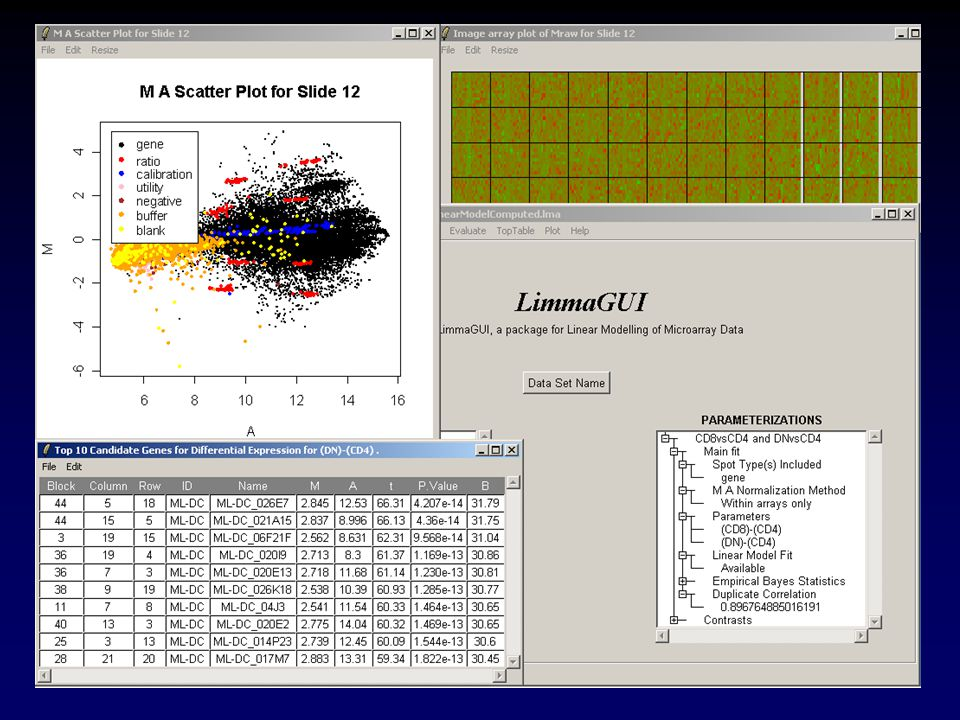 M A Scatter Plot for Slide 12
File Edit Resize
M A Scatter Plot for Slide 12
gene
ratio
calibration
utility
negative
buffer
blank
4
2
0
-2
-4
-6
M
6 8 10 12 14 16
A
Image array plot of Mraw for Slide 12
File Edit Resize
nearModelComputed.lma
Evaluate TopTable Plot Help
LimmaGUI
LimmaGUI, a package for Linear Modelling of Microarray Data
Data Set Name
PARAMETERIZATIONS
CD8vsCD4 and DNvsCD4
Main fit
Spot Type(s) Included
gene
M A Normalization Method
Within arrays only
Parameters
(CD8)-(CD4)
(DN)-(CD4)
Linear Model Fit
Available
Empirical Bayes Statistics
Duplicate Correlation
0.896764885016191
Contrasts
Top 10 Candidate Genes for Differential Expression for (DN)-(CD4) .
File Edit
Block Column Row ID Name M A t P.Value B
44 5 18 ML-DC ML-DC_026E7 2.845 12.53 66.31 4.207e-14 31.79
44 15 5 ML-DC ML-DC_021A15 2.837 8.996 66.13 4.36e-14 31.75
3 19 15 ML-DC ML-DC_06F21F 2.562 8.631 62.31 9.568e-14 31.04
36 19 4 ML-DC ML-DC_020I9 2.713 8.3 61.37 1.169e-13 30.86
36 7 3 ML-DC ML-DC_020E13 2.718 11.68 61.14 1.230e-13 30.81
38 9 19 ML-DC ML-DC_026K18 2.538 10.39 60.93 1.285e-13 30.77
11 7 8 ML-DC ML-DC_04J3 2.541 11.54 60.33 1.464e-13 30.65
40 13 3 ML-DC ML-DC_020E2 2.775 14.04 60.32 1.469e-13 30.65
25 3 13 ML-DC ML-DC_014P23 2.739 12.45 60.09 1.544e-13 30.6
28 21 20 ML-DC ML-DC_017M7 2.883 13.31 59.34 1.822e-13 30.45